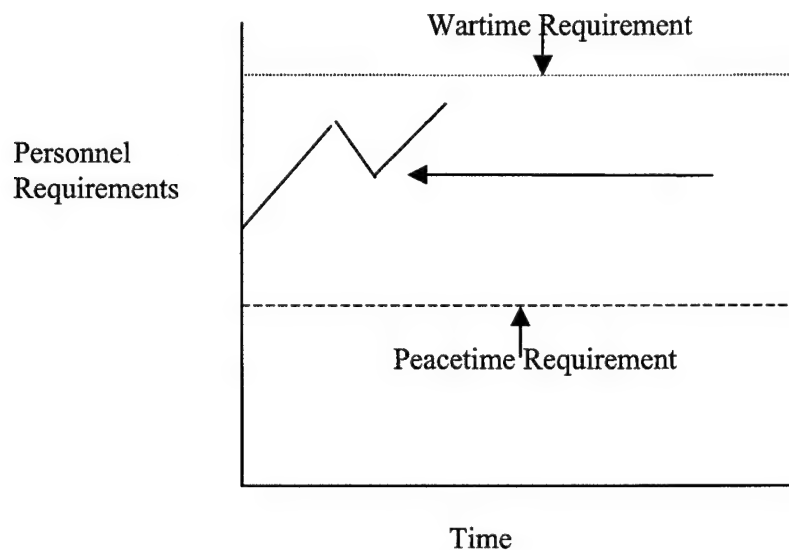 Wartime Requirement
Personnel
Requirements
Peacetime Requirement
Time